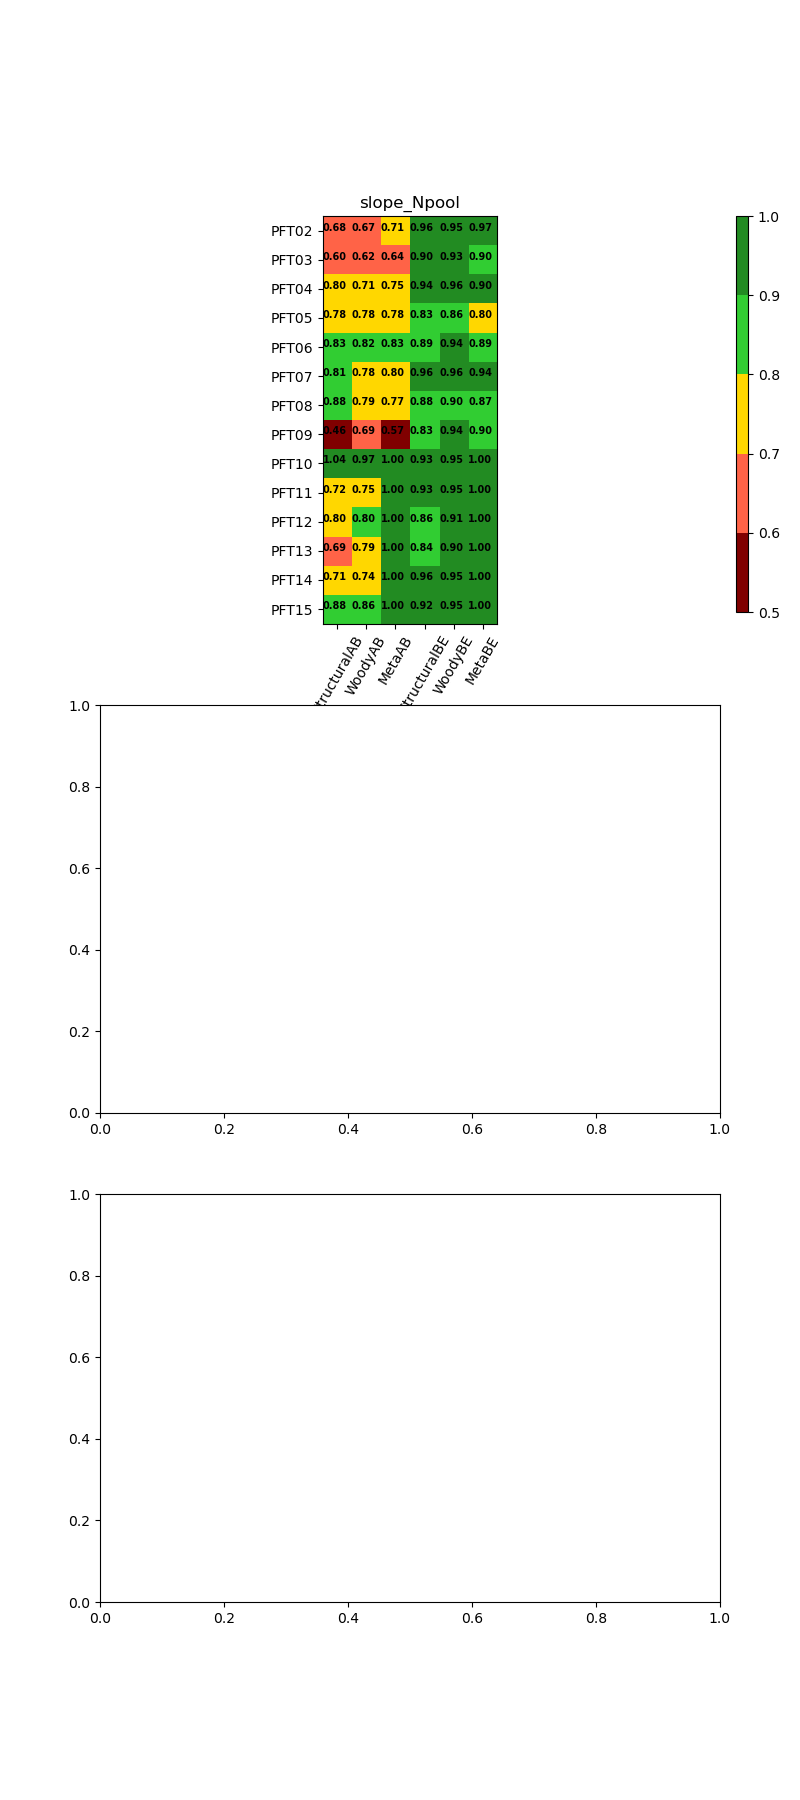 slope_Npool
PFT02 0.68 0.67 0.71 0.96 0.95 0.97
PFT03 0.60 0.62 0.64 0.90 0.93 0.90
PFT04 0.80 0.71 0.75 0.94 0.96 0.90
PFT05 0.78 0.78 0.78 0.83 0.86 0.80
PFT06 0.83 0.82 0.83 0.89 0.94 0.89
PFT07 0.81 0.78 0.80 0.96 0.96 0.94
PFT08 0.88 0.79 0.77 0.88 0.90 0.87
PFT09 0.46 0.69 0.57 0.83 0.94 0.90
PFT10 1.04 0.97 1.00 0.93 0.95 1.00
PFT11 0.72 0.75 1.00 0.93 0.95 1.00
PFT12 0.80 0.80 1.00 0.86 0.91 1.00
PFT13 0.69 0.79 1.00 0.84 0.90 1.00
PFT14 0.71 0.74 1.00 0.96 0.95 1.00
PFT15 0.88 0.86 1.00 0.92 0.95 1.00
tructuralAB WoodyAB MetaAB tructuralBE WoodyBE MetaBE
1.0
0.9
0.8
0.7
0.6
0.5
1.0
0.8
0.6
0.4
0.2
0.0
0.0 0.2 0.4 0.6 0.8 1.0
1.0
0.8
0.6
0.4
0.2
0.0
0.0 0.2 0.4 0.6 0.8 1.0